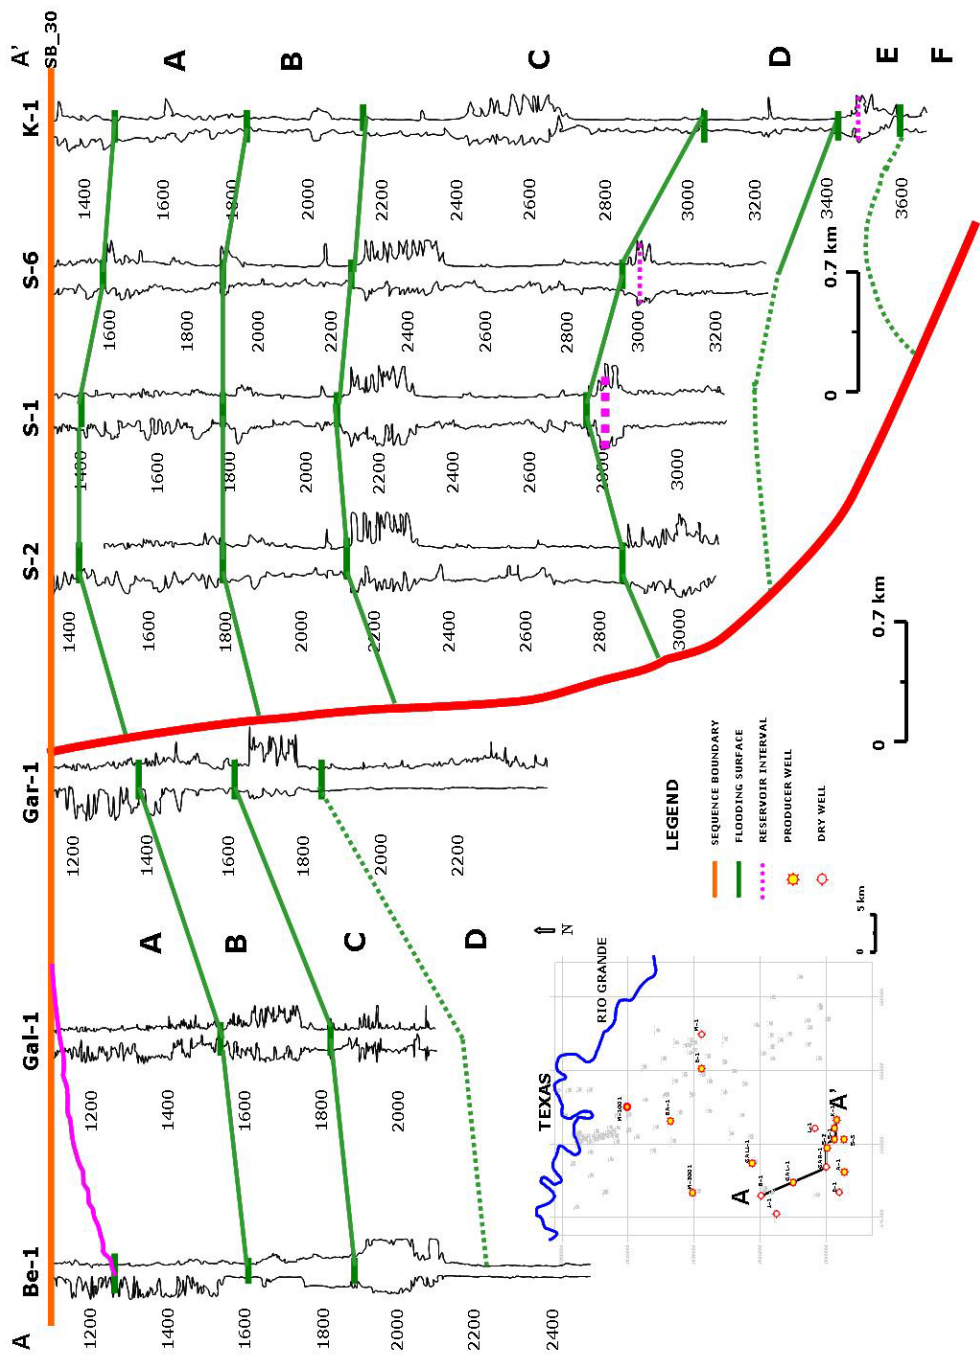 A
A'
SB_30
Be-1
Gal-1
Gar-1
S-2
S-1
S-6
K-1
1200
1400
1600
1800
2000
2200
2400
1200
1400
1600
1800
2000
1200
1400
1600
1800
2000
2200
1400
1600
1800
2000
2200
2400
2600
2800
3000
1400
1600
1800
2000
2200
2400
2600
2800
3000
1600
1800
2000
2200
2400
2600
2800
3000
3200
1400
1600
1800
2000
2200
2400
2600
2800
3000
3200
3400
3600
A
B
C
D
A
B
C
D
E
F
0
0.7 km
0
0.7 km
LEGEND
SEQUENCE BOUNDARY
FLOODING SURFACE
RESERVOIR INTERVAL
PRODUCER WELL
DRY WELL
0
5 km
N
TEXAS
RIO GRANDE
A
A'